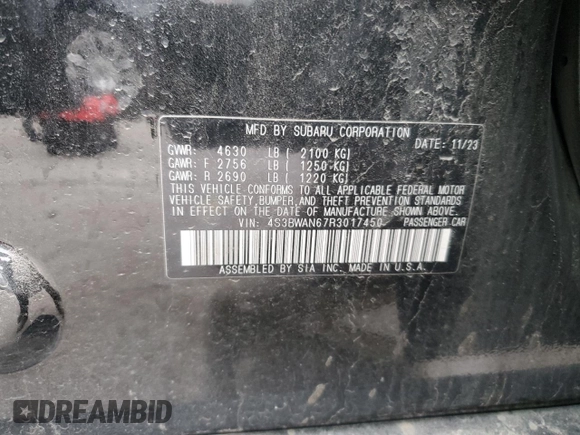 MFD BY SUBARU CORPORATION DATE: 11/23
GVWR: 4630 LB ( 2100 KG)
GAWR: F 2756 LB ( 1250 KG)
GAWR: R 2690 LB ( 1220 KG)
THIS VEHICLE CONFORMS TO ALL APPLICABLE FEDERAL MOTOR
VEHICLE SAFETY, BUMPER, AND THEFT PREVENTION STANDARDS
IN EFFECT ON THE DATE OF MANUFACTURE SHOWN ABOVE.
VIN: 4S3BWAN67R3017450 PASSENGER CAR
ASSEMBLED BY SIA INC. MADE IN U.S.A.
DREAMBID